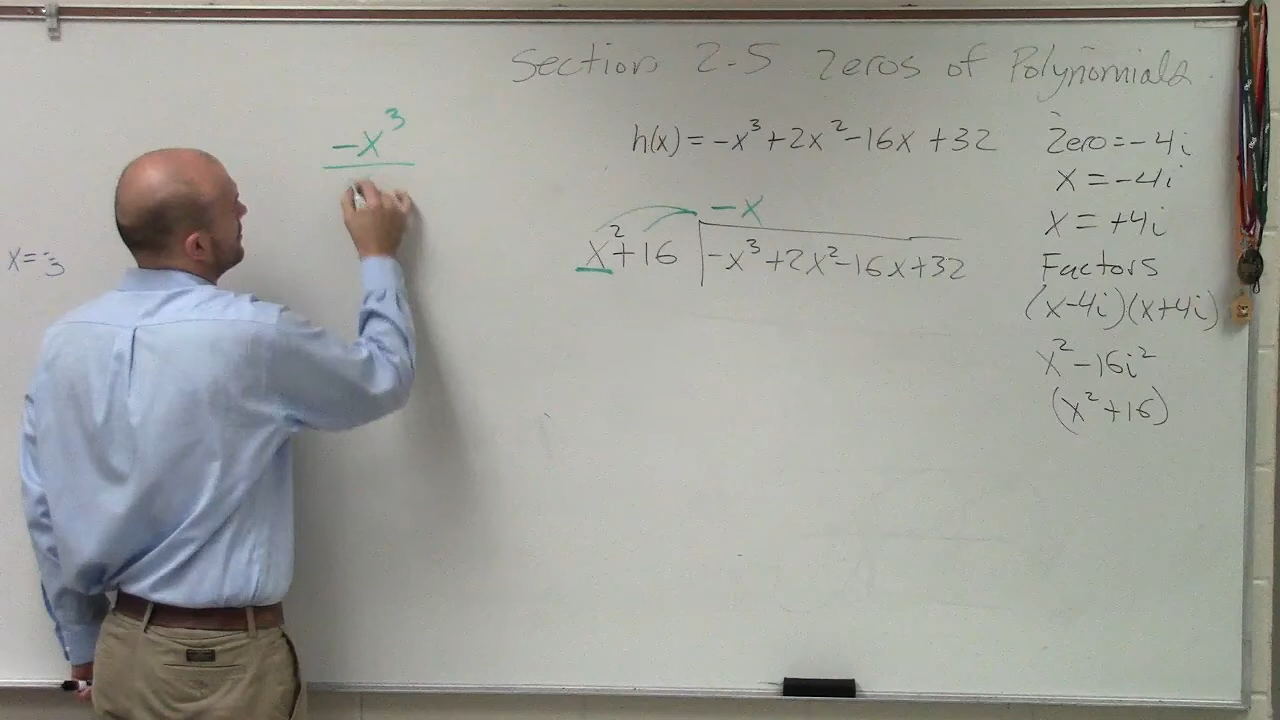 Section 2.5 Zeros of Polynomials.
-x³
h(x) = -x³+2x²-16x+32
-x
x²+16 -x³+2x²-16x+32
Zero=-4i
x=-4i
x=+4i
Factors
(x-4i)(x+4i)
x²-16i²
(x²+16)